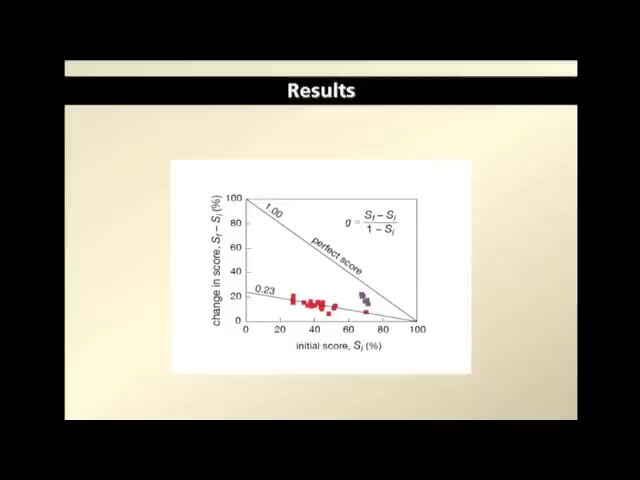 Results
change in score, S_f – S_i (%)
100
80
60
40
20
0
1.00
perfect score
0.23
g = S_f – S_i / 1 – S_i
0 20 40 60 80 100
initial score, S_i (%)